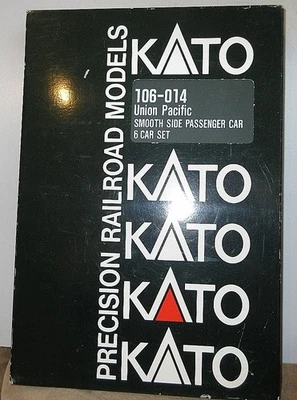 PRECISION RAILROAD MODELS
KATO
106-014
Union Pacific
SMOOTH SIDE PASSENGER CAR
6 CAR SET
KATO
KATO
KATO
KATO